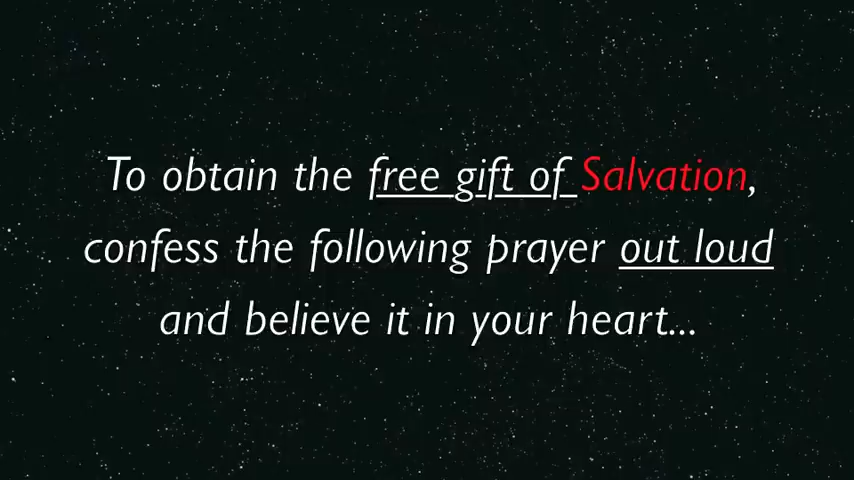 To obtain the free gift of Salvation,
confess the following prayer out loud
and believe it in your heart...